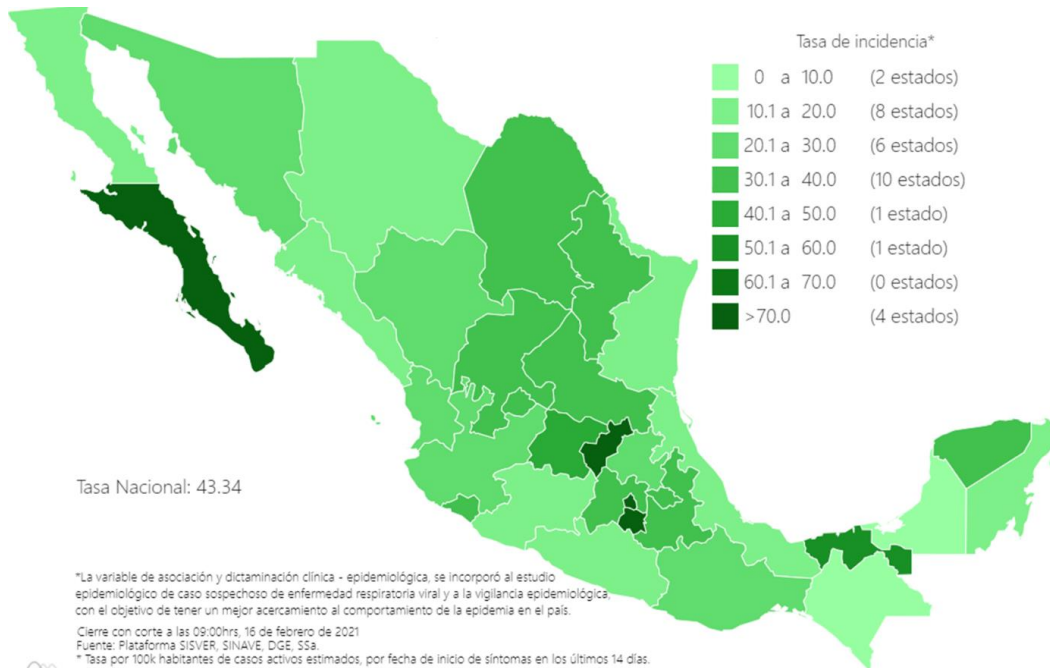 Tasa de incidencia*
0 a 10.0 (2 estados)
10.1 a 20.0 (8 estados)
20.1 a 30.0 (6 estados)
30.1 a 40.0 (10 estados)
40.1 a 50.0 (1 estado)
50.1 a 60.0 (1 estado)
60.1 a 70.0 (0 estados)
>70.0 (4 estados)
Tasa Nacional: 43.34
*La variable de asociación y dictaminación clínica - epidemiológica, se incorporó al estudio
epidemiológico de caso sospechoso de enfermedad respiratoria viral y a la vigilancia epidemiológica,
con el objetivo de tener un mejor acercamiento al comportamiento de la epidemia en el país.
Cierre con corte a las 09:00hrs, 16 de febrero de 2021
Fuente: Plataforma SISVER, SINAVE, DGE, SSa.
* Tasa por 100k habitantes de casos activos estimados, por fecha de inicio de síntomas en los últimos 14 días.